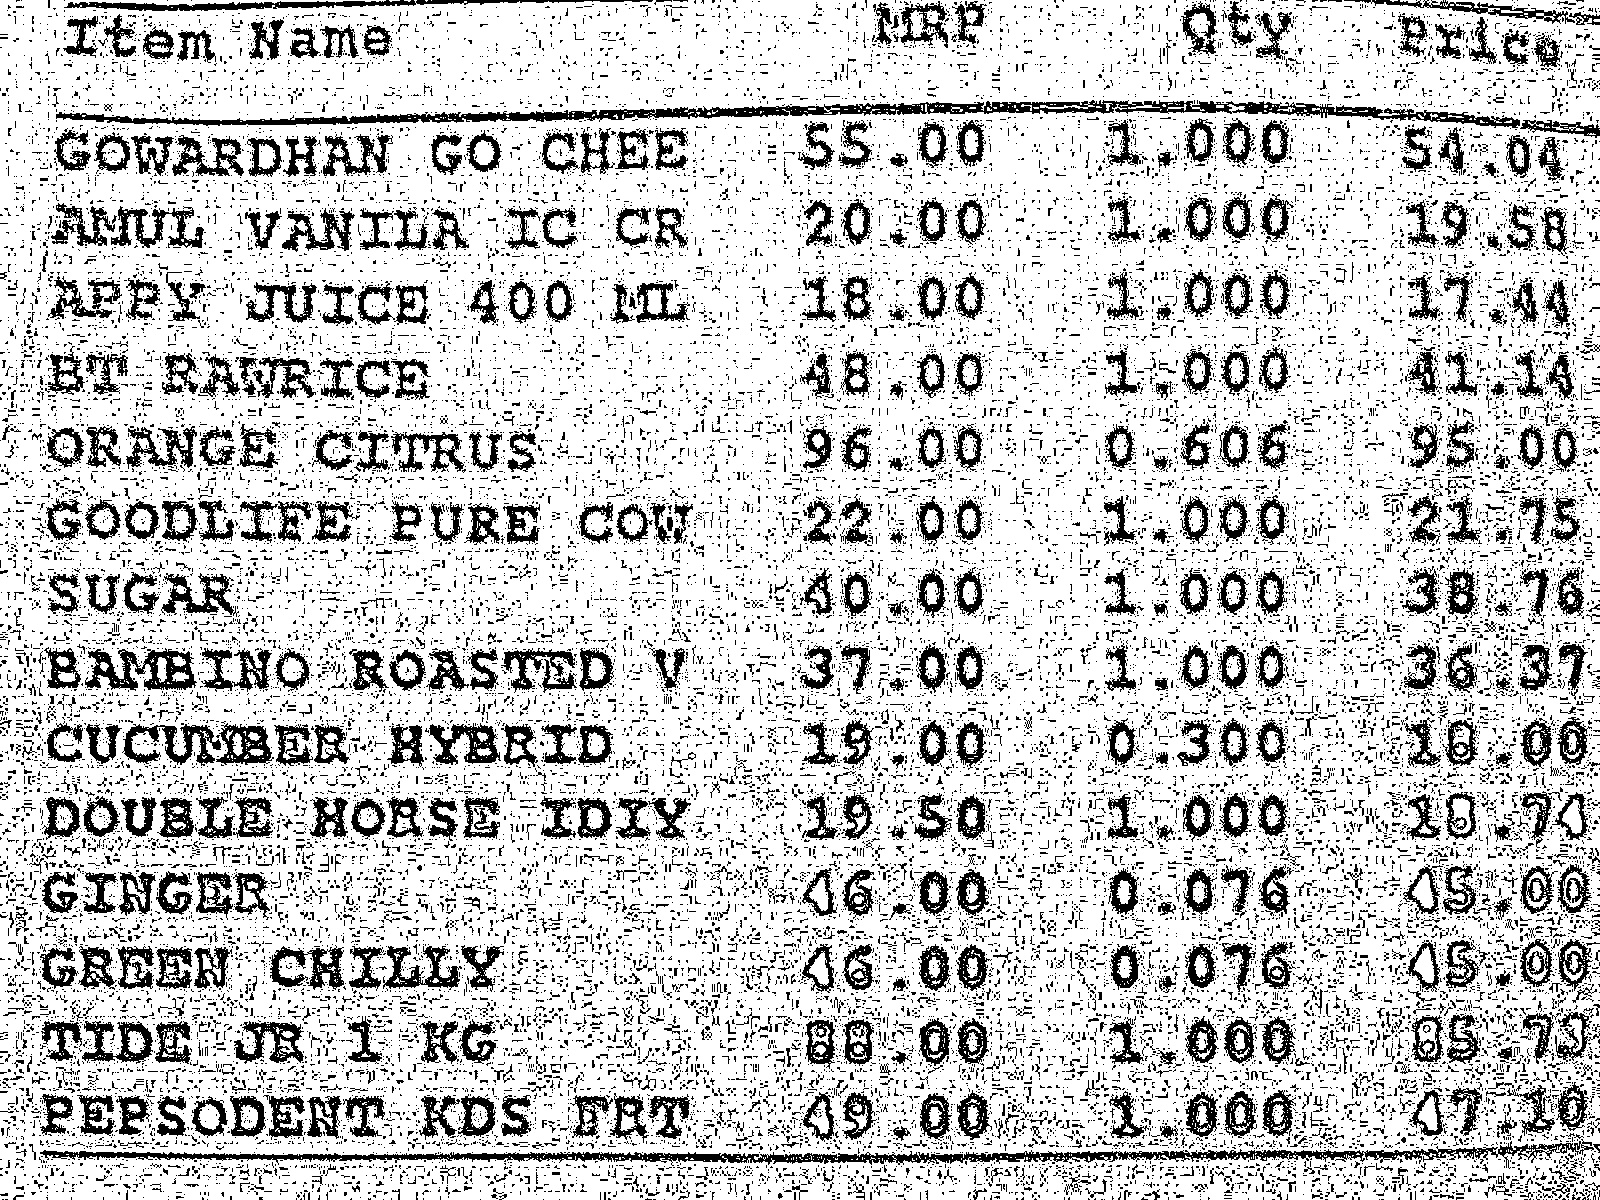 Item Name MRP Qty Price
GOWARDHAN GO CHEE 55.00 1.000 54.04
AMUL VANILA IC CR 20.00 1.000 19.58
APPY JUICE 400 ML 18.00 1.000 17.44
BT RAWRICE 48.00 1.000 41.14
ORANGE CITRUS 96.00 0.606 95.00
GOODLIFE PURE COW 22.00 1.000 21.75
SUGAR 40.00 1.000 38.76
BAMBINO ROASTED V 37.00 1.000 36.37
CUCUMBER HYBRID 19.00 0.300 18.00
DOUBLE HORSE IDIY 19.50 1.000 18.74
GINGER 46.00 0.076 45.00
GREEN CHILLY 46.00 0.076 45.00
TIDE JR 1 KG 88.00 1.000 85.73
PEPSODENT KDS FRT 49.00 1.000 47.10